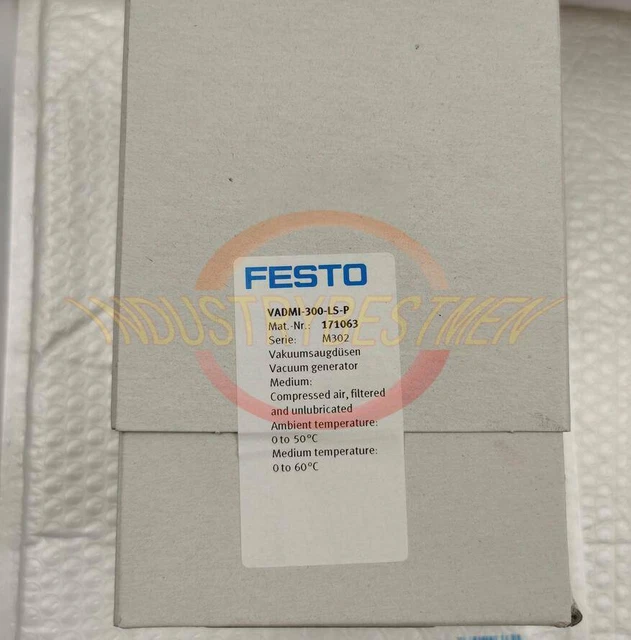 FESTO
VADMI-300-LS-P
Mat.-Nr.: 171063
Serie: M302
Vakuumsaugdüsen
Vacuum generator
Medium:
Compressed air, filtered
and unlubricated
Ambient temperature:
0 to 50°C
Medium temperature:
0 to 60°C
INDUSTRYBESTMEN